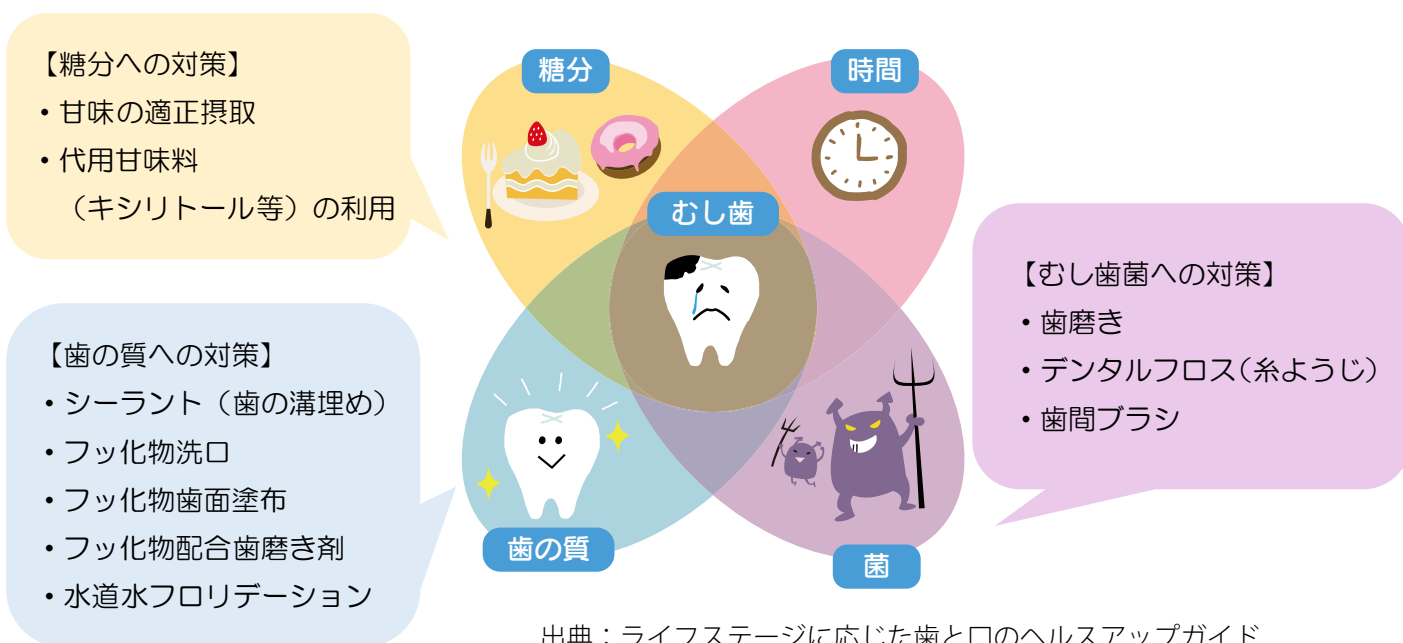 【糖分への対策】
・甘味の適正摂取
・代用甘味料
（キシリトール等）の利用
糖分
時間
むし歯
【歯の質への対策】
・シーラント（歯の溝埋め）
・フッ化物洗口
・フッ化物歯面塗布
・フッ化物配合歯磨き剤
・水道水フロリデーション
【むし歯菌への対策】
・歯磨き
・デンタルフロス（糸ようじ）
・歯間ブラシ
歯の質
菌
出典：ライフステージに応じた歯と口のヘルスアップガイド